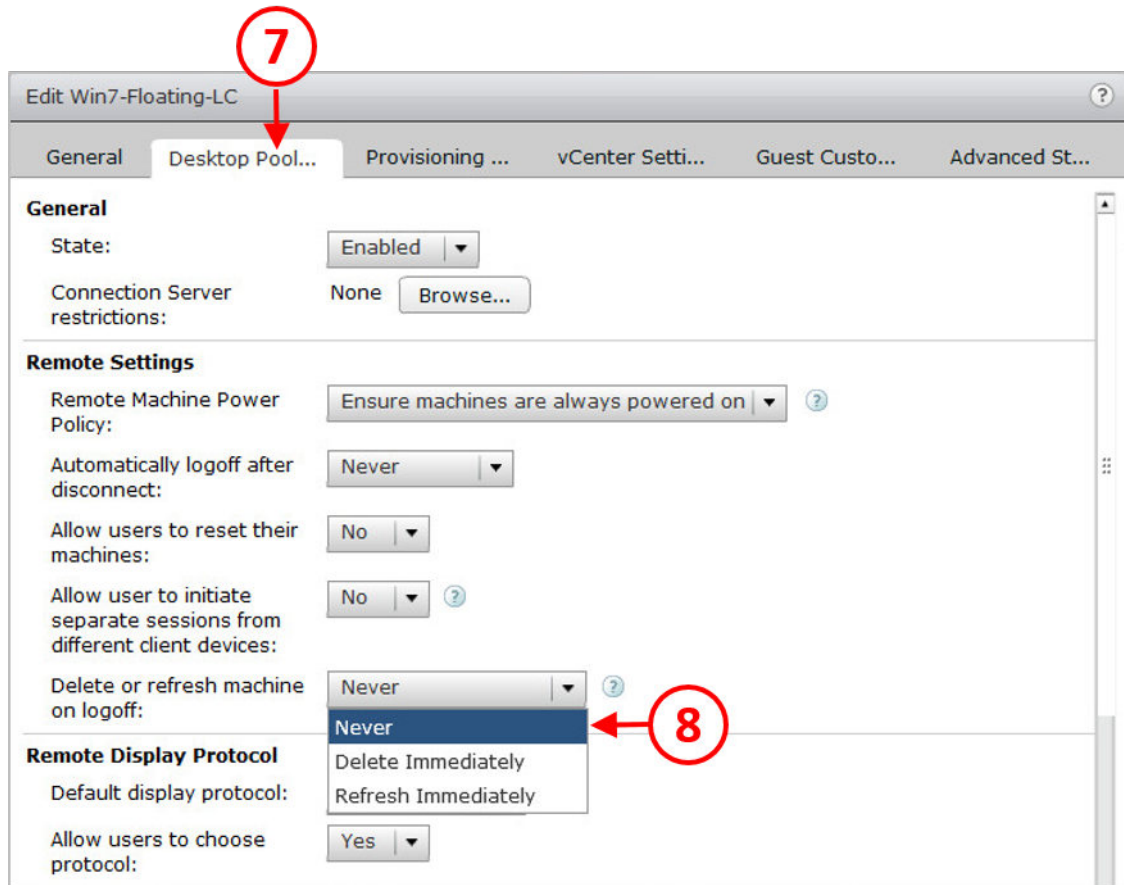 7
Edit Win7-Floating-LC ?
General Desktop Pool... Provisioning ... vCenter Setti... Guest Custo... Advanced St...
General
State: Enabled
Connection Server restrictions: None Browse...
Remote Settings
Remote Machine Power Policy: Ensure machines are always powered on ?
Automatically logoff after disconnect: Never
Allow users to reset their machines: No
Allow user to initiate separate sessions from different client devices: No ?
Delete or refresh machine on logoff: Never ?
Never 8
Delete Immediately
Refresh Immediately
Remote Display Protocol
Default display protocol:
Allow users to choose protocol: Yes